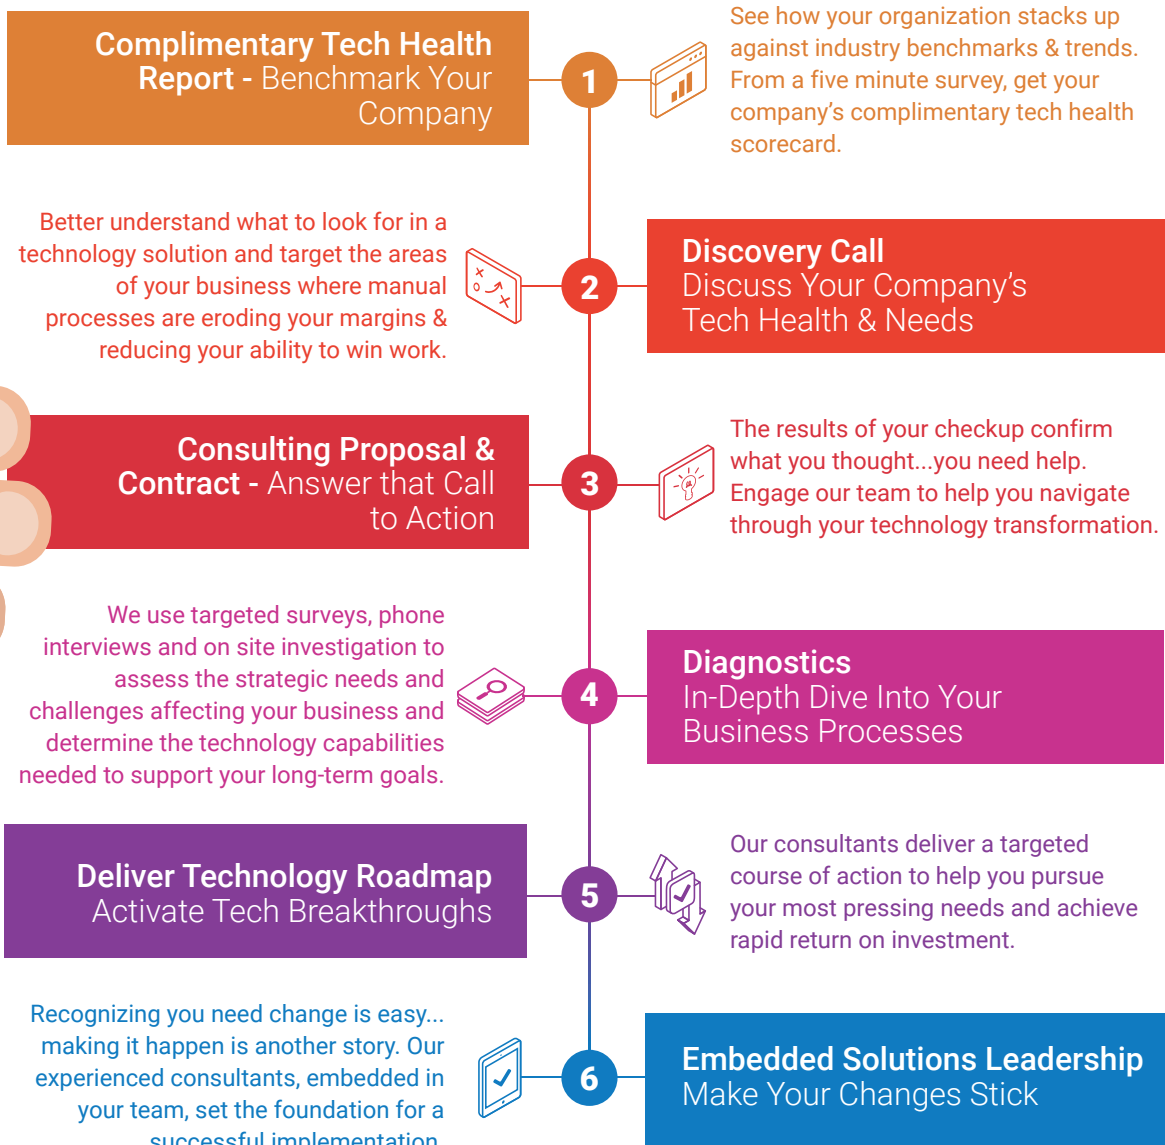 Complimentary Tech Health
Report - Benchmark Your
Company
1
See how your organization stacks up
against industry benchmarks & trends.
From a five minute survey, get your
company’s complimentary tech health
scorecard.
Better understand what to look for in a
technology solution and target the areas
of your business where manual
processes are eroding your margins &
reducing your ability to win work.
2
Discovery Call
Discuss Your Company’s
Tech Health & Needs
Consulting Proposal &
Contract - Answer that Call
to Action
3
The results of your checkup confirm
what you thought...you need help.
Engage our team to help you navigate
through your technology transformation.
We use targeted surveys, phone
interviews and on site investigation to
assess the strategic needs and
challenges affecting your business and
determine the technology capabilities
needed to support your long-term goals.
4
Diagnostics
In-Depth Dive Into Your
Business Processes
Deliver Technology Roadmap
Activate Tech Breakthroughs
5
Our consultants deliver a targeted
course of action to help you pursue
your most pressing needs and achieve
rapid return on investment.
Recognizing you need change is easy...
making it happen is another story. Our
experienced consultants, embedded in
your team, set the foundation for a
successful implementation.
6
Embedded Solutions Leadership
Make Your Changes Stick